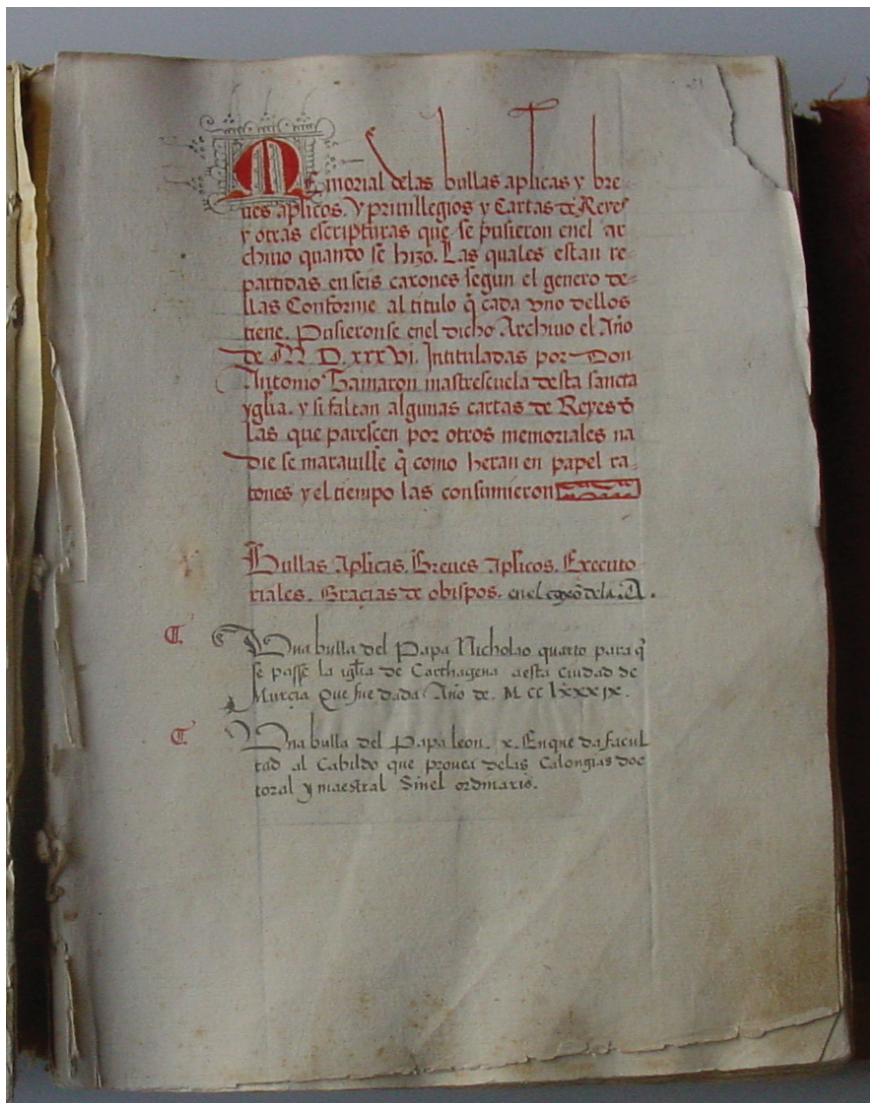 Memorial delas bullas aplicas y bre-
ues aplicos. Y priuillegios y Cartas de Reyes
y otras escripturas que se pusieron enel ar
chiuo quando se hizo. Las quales estan re-
partidas en seis caxones segun el genero de-
llas Conforme al titulo q̃ cada vno dellos
tiene. Pusieronse enel dicho Archiuo el Año
de M D. xxxvi. Intituladas por Don
Antonio mastrescuela desta sancta
yglia. y si faltan algunas cartas de Reyes o
las que parescen por otros memoriales na
die se marauille q̃ como heran en papel ra-
tones y el tiempo las consumieron
Bullas Aplicas. Breues Aplicos. Executo
riales. Gracias de obispos. enel dela A.
Una bulla del Papa Nicholao quarto para q̃
se passe la iglia de Carthagena a esta ciudad de
Murcia Que fue dada Año de. M cc lxxxix.
Una bulla del Papa leon. x. En que da facul
tad al Cabildo que prouea delas Calongias doc
toral y maestral Sinel ordinario.